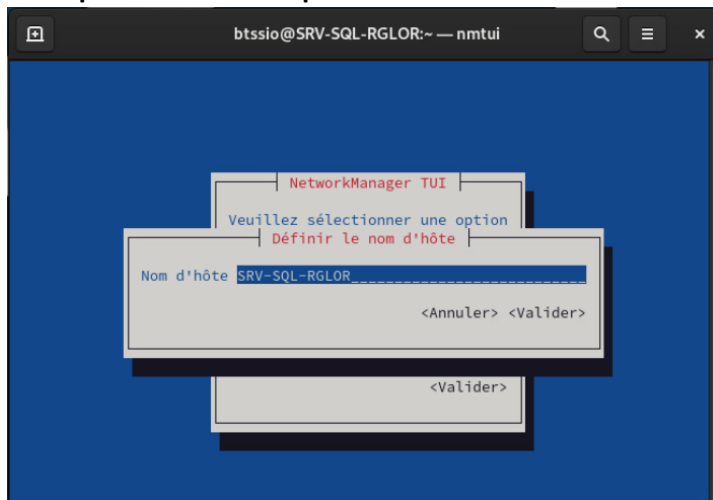 btssio@SRV-SQL-RGLOR:~ — nmtui
NetworkManager TUI
Veuillez sélectionner une option
Définir le nom d'hôte
Nom d'hôte SRV-SQL-RGLOR
<Annuler> <Valider>
<Valider>